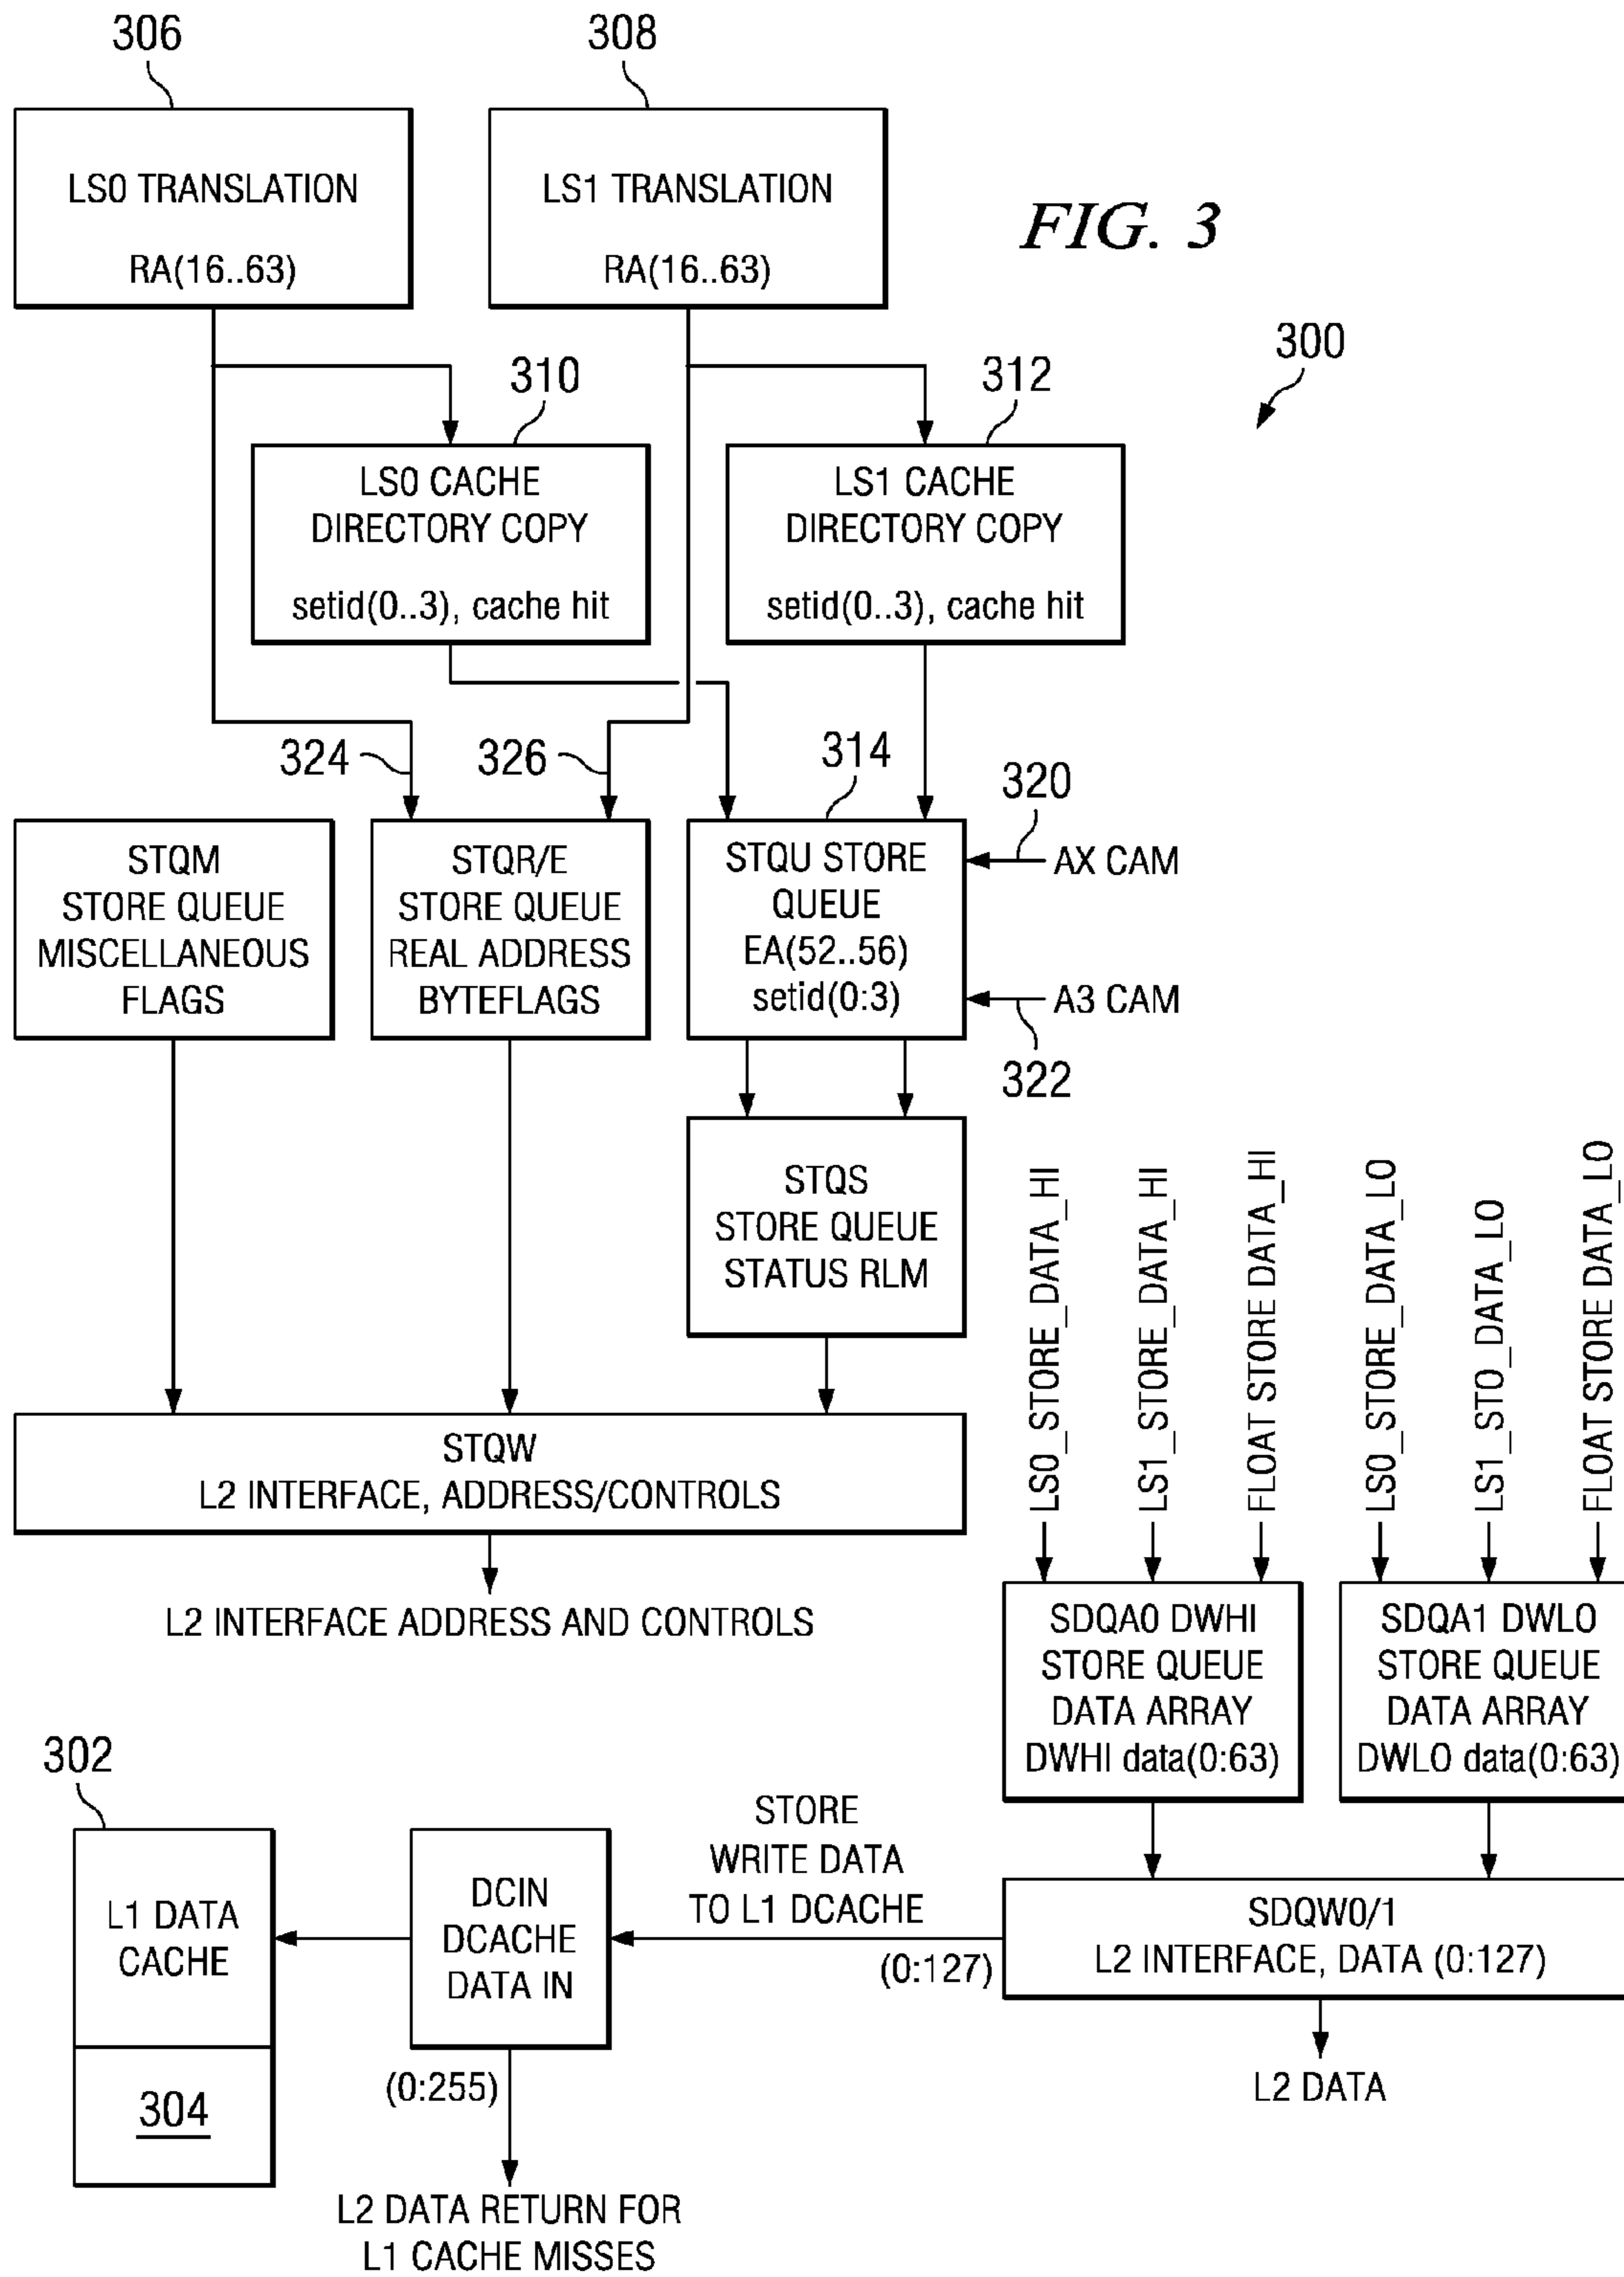 306
308
LS0 TRANSLATION
RA(16..63)
LS1 TRANSLATION
RA(16..63)
FIG. 3
300
310
312
LS0 CACHE
DIRECTORY COPY
setid(0..3), cache hit
LS1 CACHE
DIRECTORY COPY
setid(0..3), cache hit
324
326
314
320
STQM
STORE QUEUE
MISCELLANEOUS
FLAGS
STQR/E
STORE QUEUE
REAL ADDRESS
BYTEFLAGS
STQU STORE
QUEUE
EA(52..56)
setid(0:3)
AX CAM
A3 CAM
322
STQS
STORE QUEUE
STATUS RLM
LS0_STORE_DATA_HI
LS1_STORE_DATA_HI
FLOAT STORE DATA_HI
LS0_STORE_DATA_LO
LS1_STO_DATA_LO
FLOAT STORE DATA_LO
STQW
L2 INTERFACE, ADDRESS/CONTROLS
L2 INTERFACE ADDRESS AND CONTROLS
SDQA0 DWHI
STORE QUEUE
DATA ARRAY
DWHI data(0:63)
SDQA1 DWLO
STORE QUEUE
DATA ARRAY
DWLO data(0:63)
302
L1 DATA
CACHE
304
DCIN
DCACHE
DATA IN
STORE
WRITE DATA
TO L1 DCACHE
(0:127)
SDQW0/1
L2 INTERFACE, DATA (0:127)
L2 DATA
(0:255)
L2 DATA RETURN FOR
L1 CACHE MISSES